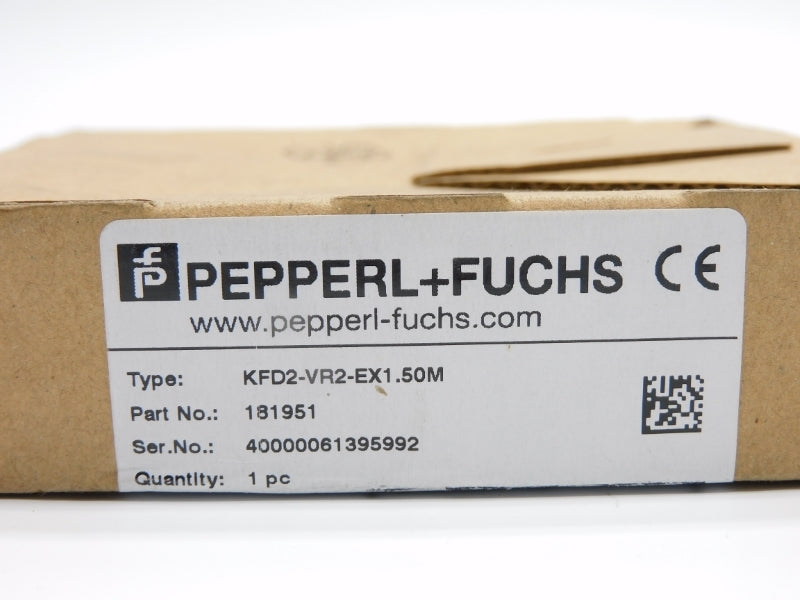 PEPPERL+FUCHS CE
www.pepperl-fuchs.com
Type: KFD2-VR2-EX1.50M
Part No.: 181951
Ser.No.: 40000061395992
Quantity: 1 pc